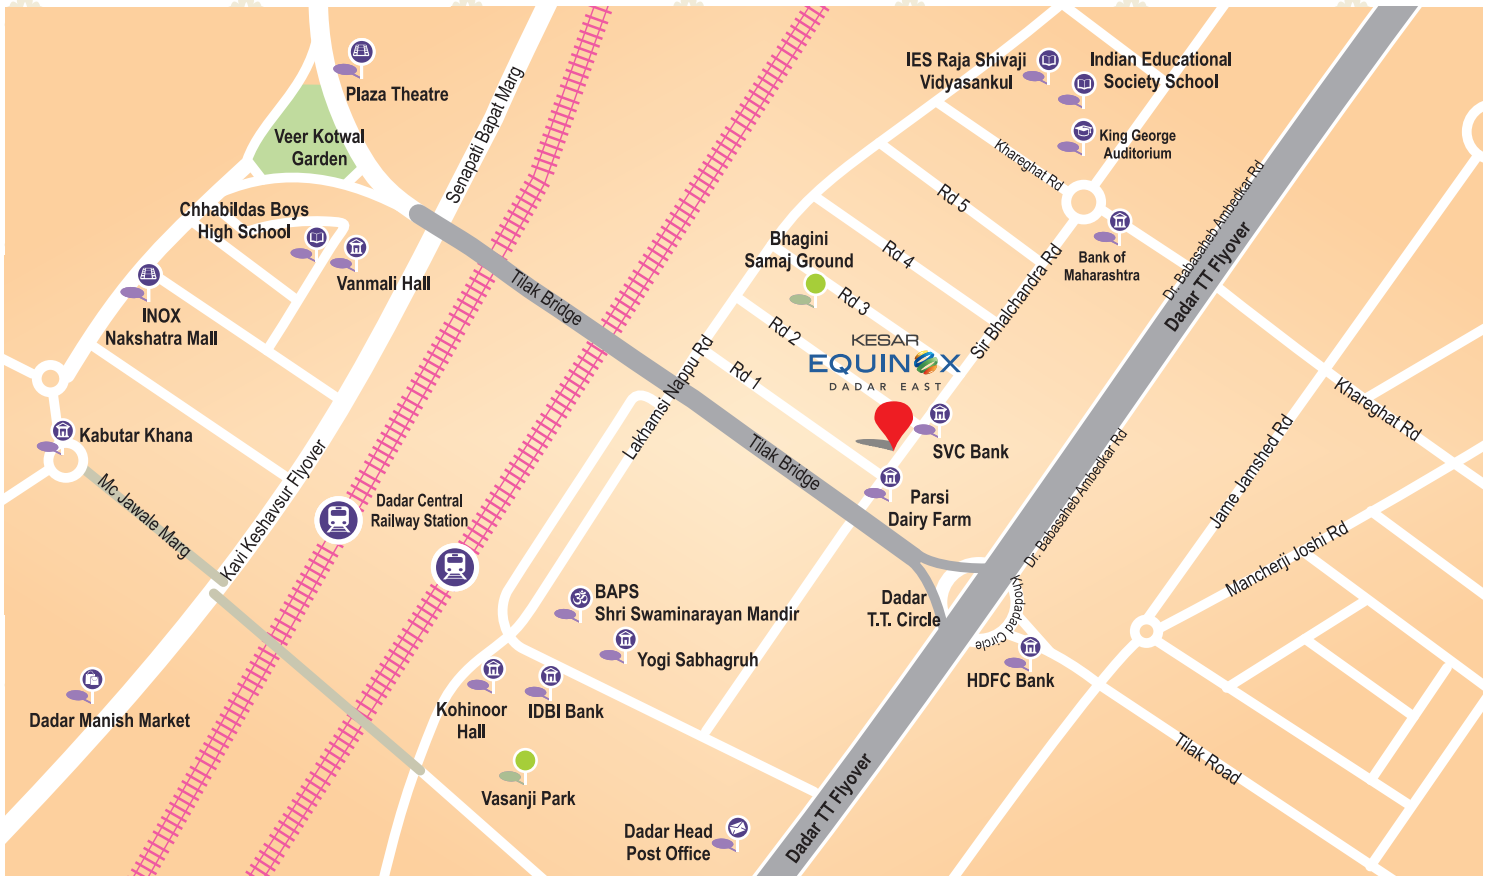 Plaza Theatre
Veer Kotwal
Garden
Senapati Bapat Marg
IES Raja Shivaji
Vidyasankul
Indian Educational
Society School
King George
Auditorium
Khareghat Rd
Chhabildas Boys
High School
Vanmali Hall
INOX
Nakshatra Mall
Tilak Bridge
Bhagini
Samaj Ground
Rd 5
Rd 4
Rd 3
Rd 2
Rd 1
Bank of
Maharashtra
Dr. Babasaheb Ambedkar Rd
Dadar TT Flyover
Sir Bhalchandra Rd
KESAR
EQUINOX
DADAR EAST
Lakhamsi Nappu Rd
Kabutar Khana
Mc Jawale Marg
Kavi Keshavsur Flyover
Dadar Central
Railway Station
Tilak Bridge
SVC Bank
Parsi
Dairy Farm
Khareghat Rd
Jame Jamshed Rd
Dr. Babasaheb Ambedkar Rd
Mancherji Joshi Rd
BAPS
Shri Swaminarayan Mandir
Yogi Sabhagruh
Dadar
T.T. Circle
Khodadad Circle
HDFC Bank
Dadar Manish Market
Kohinoor
Hall
IDBI Bank
Vasanji Park
Tilak Road
Dadar Head
Post Office
Dadar TT Flyover